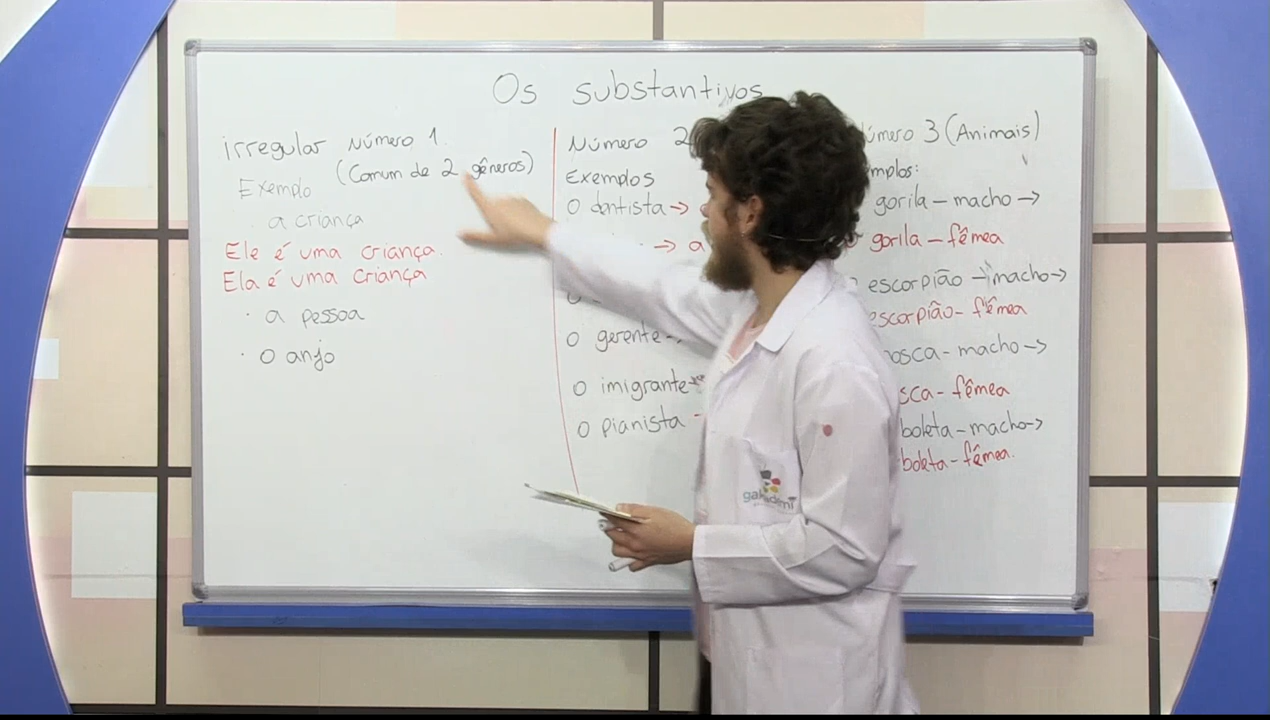 Os substantivos
irregular Número 1.
(Comum de 2 gêneros)
Exemplo
· a criança
Ele é uma criança.
Ela é uma criança
· a pessoa
· o anjo
Número 2
Exemplos
O dentista →
→ a
O gerente -
O imigrante
O pianista -
número 3 (Animais)
mplos:
gorila - macho →
gorila - fêmea
escorpião - macho →
escorpião - fêmea
osca - macho →
sca - fêmea
boleta - macho →
boleta - fêmea.